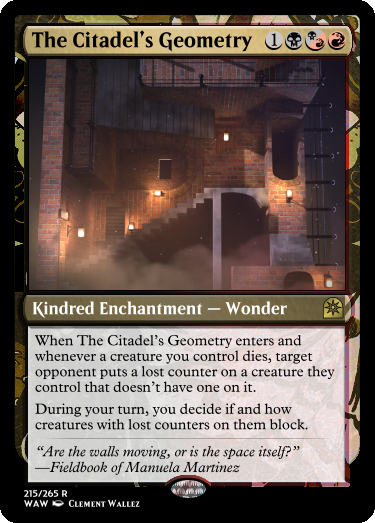 The Citadel's Geometry 1
Kindred Enchantment — Wonder
When The Citadel's Geometry enters and
whenever a creature you control dies, target
opponent puts a lost counter on a creature they
control that doesn't have one on it.
During your turn, you decide if and how
creatures with lost counters on them block.
“Are the walls moving, or is the space itself?”
—Fieldbook of Manuela Martinez
215/265 R
WAW Clement Wallez